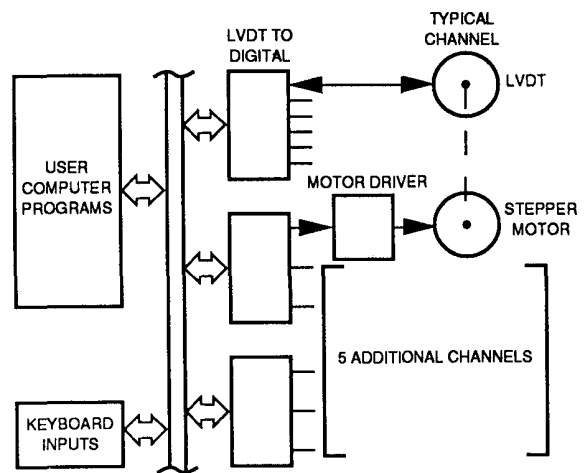 TYPICAL
CHANNEL
LVDT TO
DIGITAL
LVDT
USER
COMPUTER
PROGRAMS
MOTOR DRIVER
STEPPER
MOTOR
5 ADDITIONAL CHANNELS
KEYBOARD
INPUTS